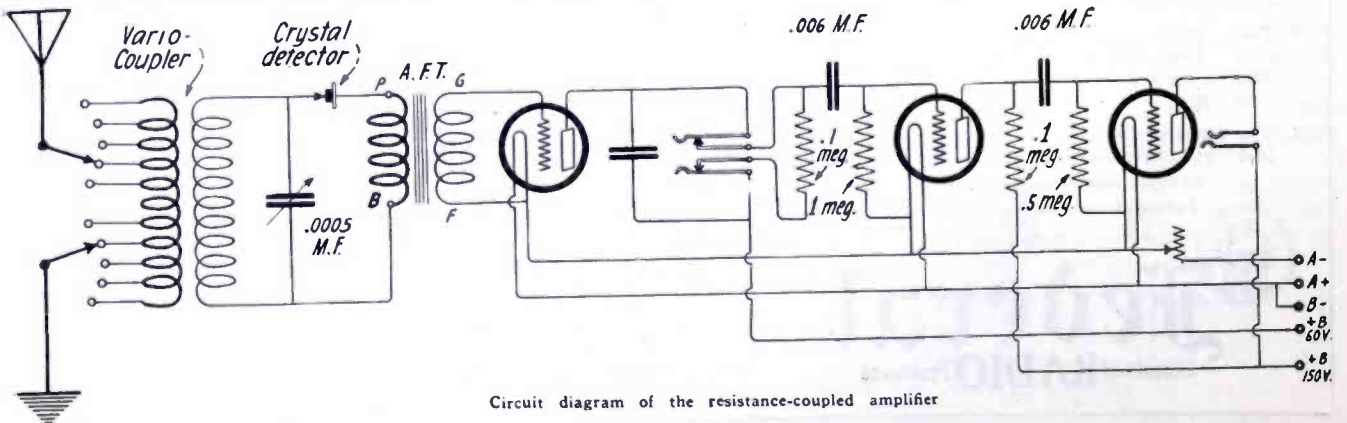 Vario-
Coupler
Crystal
detector
.0005
M.F.
P
A.F.T.
G
B
F
.006 M.F.
.1
meg.
1 meg.
.006 M.F.
.1
meg.
.5 meg.
A-
A+
B-
+B
60V.
+B
150V.
Circuit diagram of the resistance-coupled amplifier